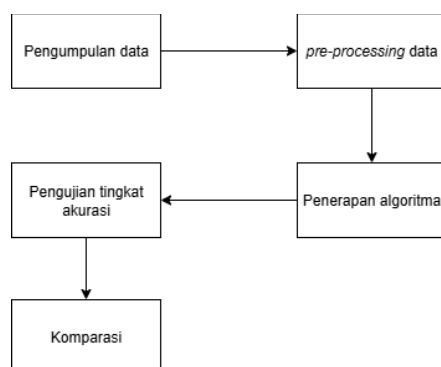 Pengumpulan data
pre-processing data
Penerapan algoritma
Pengujian tingkat
akurasi
Komparasi